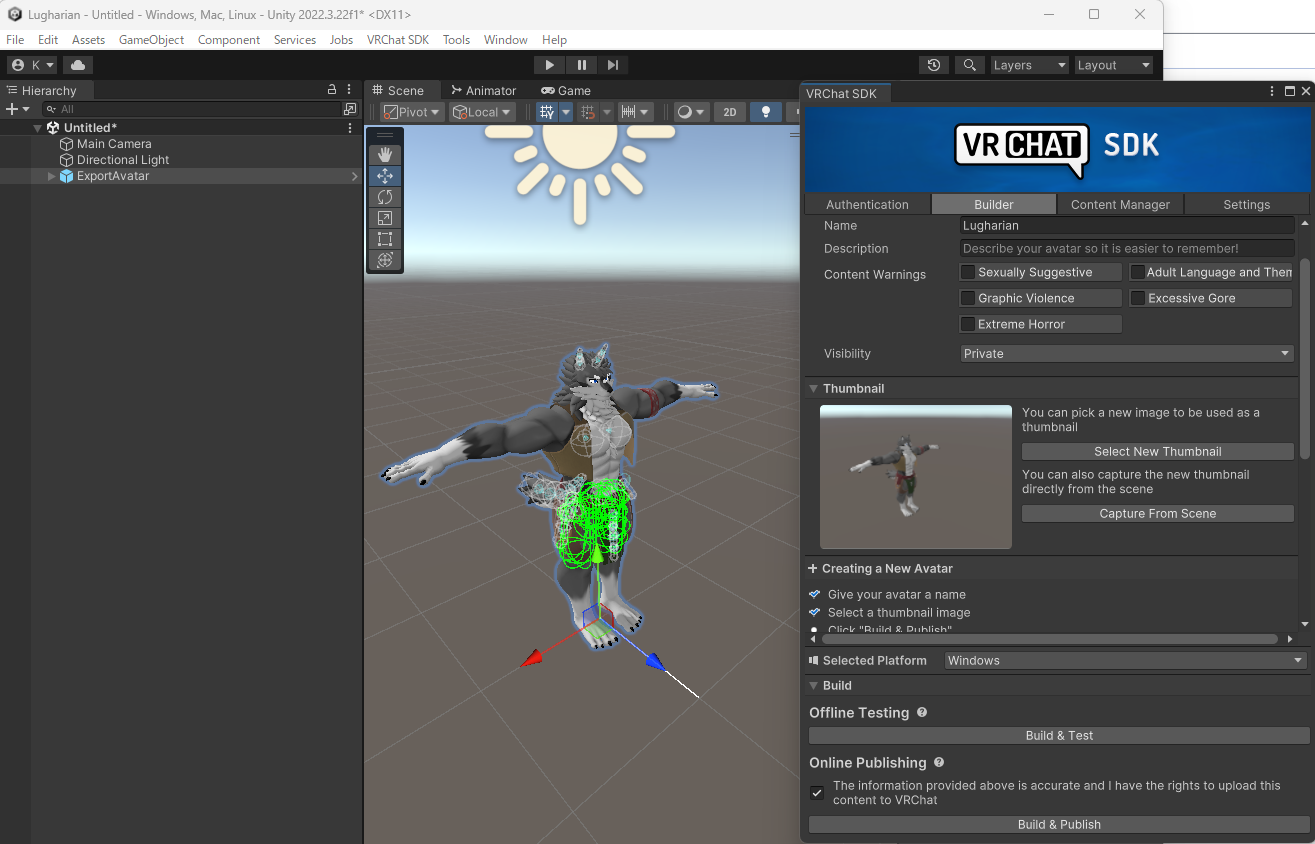 Lugharian - Untitled - Windows, Mac, Linux - Unity 2022.3.22f1* <DX11>
File Edit Assets GameObject Component Services Jobs VRChat SDK Tools Window Help
K
Layers
Layout
Hierarchy
All
Untitled*
Main Camera
Directional Light
ExportAvatar
Scene
Animator
Game
Pivot
Local
2D
VRChat SDK
VR CHAT SDK
Authentication
Builder
Content Manager
Settings
Name
Lugharian
Description
Describe your avatar so it is easier to remember!
Content Warnings
Sexually Suggestive
Adult Language and Them
Graphic Violence
Excessive Gore
Extreme Horror
Visibility
Private
Thumbnail
You can pick a new image to be used as a
thumbnail
Select New Thumbnail
You can also capture the new thumbnail
directly from the scene
Capture From Scene
Creating a New Avatar
Give your avatar a name
Select a thumbnail image
Click "Build & Publish"
Selected Platform
Windows
Build
Offline Testing
Build & Test
Online Publishing
The information provided above is accurate and I have the rights to upload this
content to VRChat
Build & Publish